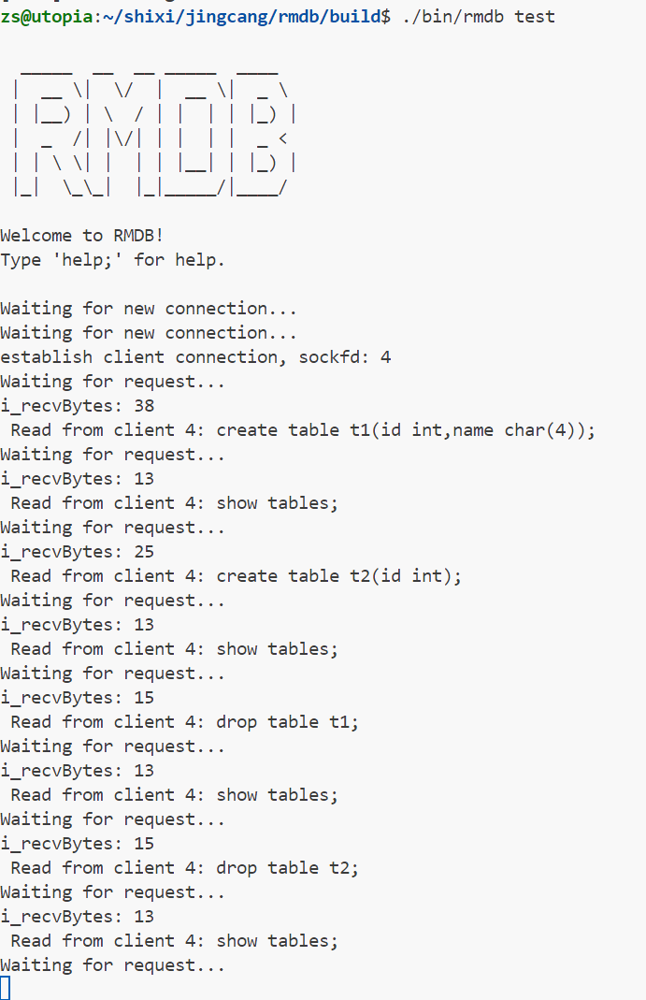 zs@utopia:~/shixi/jingcang/rmdb/build$ ./bin/rmdb test
  _____  __  __ _____  ____
 |  __ \|  \/  |  __ \|  _ \
 | |__) | \  / | |  | | |_) |
 |  _  /| |\/| | |  | |  _ <
 | | \ \| |  | | |__| | |_) |
 |_|  \_\_|  |_|_____/|____/
Welcome to RMDB!
Type 'help;' for help.
Waiting for new connection...
Waiting for new connection...
establish client connection, sockfd: 4
Waiting for request...
i_recvBytes: 38
 Read from client 4: create table t1(id int,name char(4));
Waiting for request...
i_recvBytes: 13
 Read from client 4: show tables;
Waiting for request...
i_recvBytes: 25
 Read from client 4: create table t2(id int);
Waiting for request...
i_recvBytes: 13
 Read from client 4: show tables;
Waiting for request...
i_recvBytes: 15
 Read from client 4: drop table t1;
Waiting for request...
i_recvBytes: 13
 Read from client 4: show tables;
Waiting for request...
i_recvBytes: 15
 Read from client 4: drop table t2;
Waiting for request...
i_recvBytes: 13
 Read from client 4: show tables;
Waiting for request...